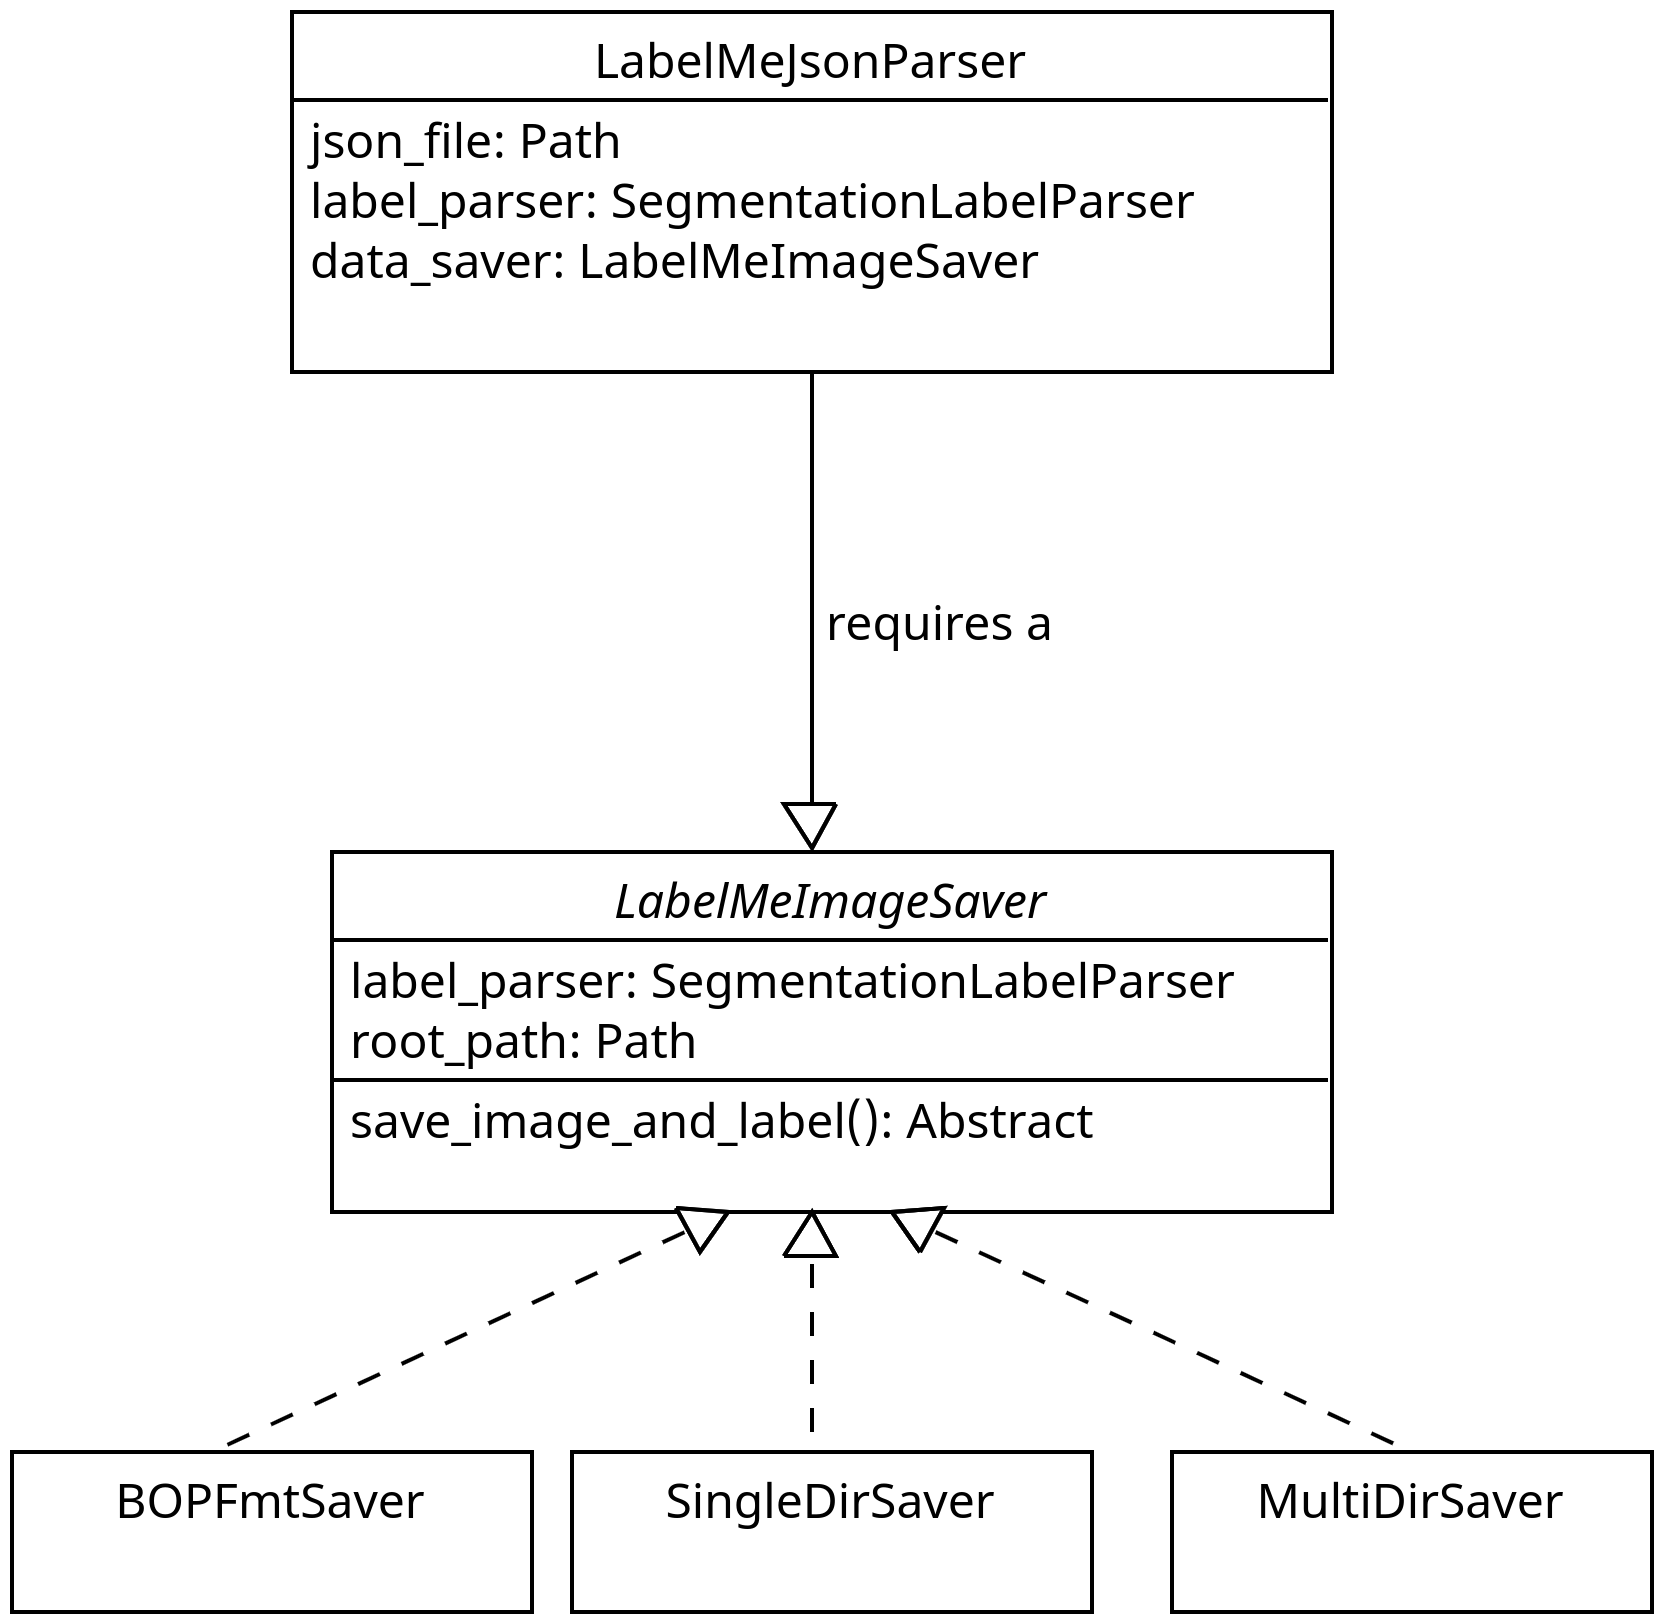 LabelMeJsonParser
json_file: Path
label_parser: SegmentationLabelParser
data_saver: LabelMeImageSaver
requires a
LabelMeImageSaver
label_parser: SegmentationLabelParser
root_path: Path
save_image_and_label(): Abstract
BOPFmtSaver
SingleDirSaver
MultiDirSaver